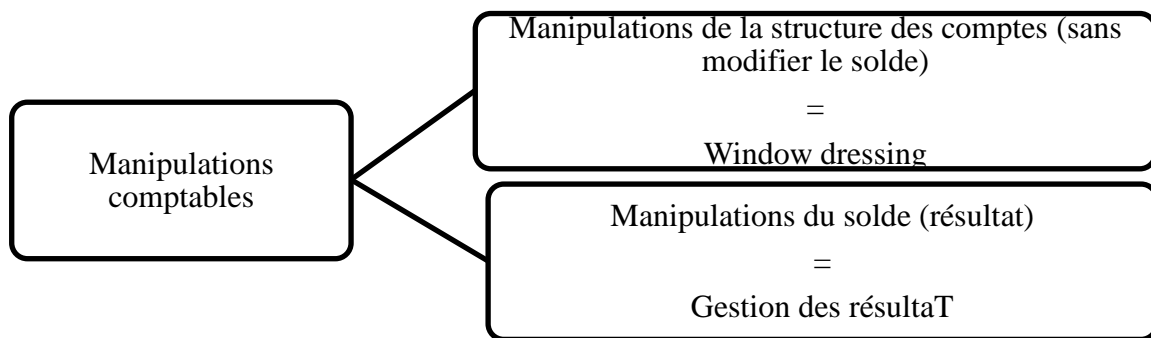 Manipulations
comptables
Manipulations de la structure des comptes (sans
modifier le solde)
=
Window dressing
Manipulations du solde (résultat)
=
Gestion des résultaT